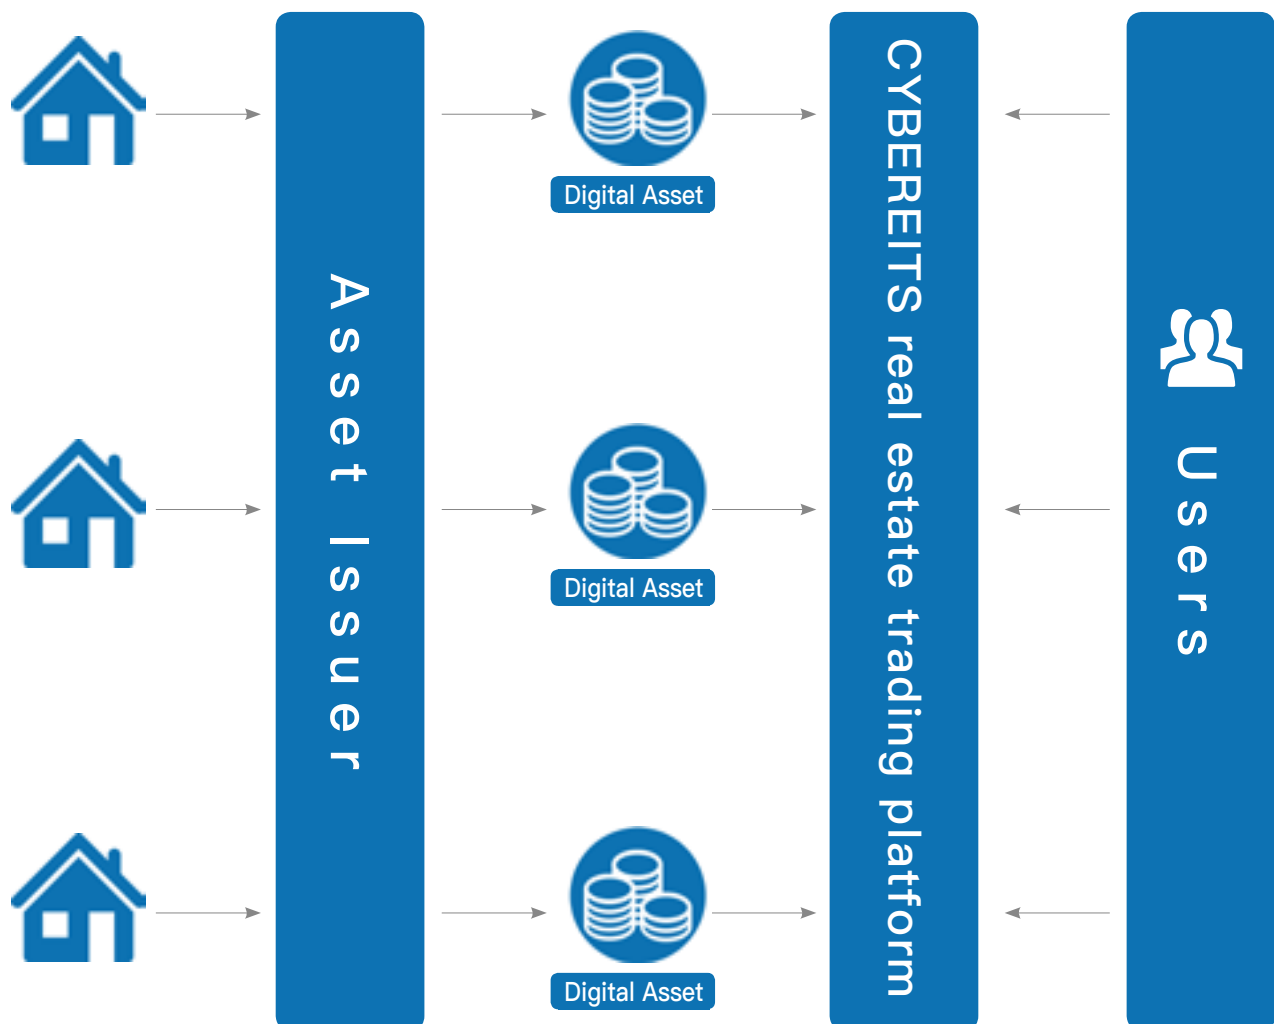 Asset Issuer
Digital Asset
Digital Asset
Digital Asset
CYBEREITS real estate trading platform
Users